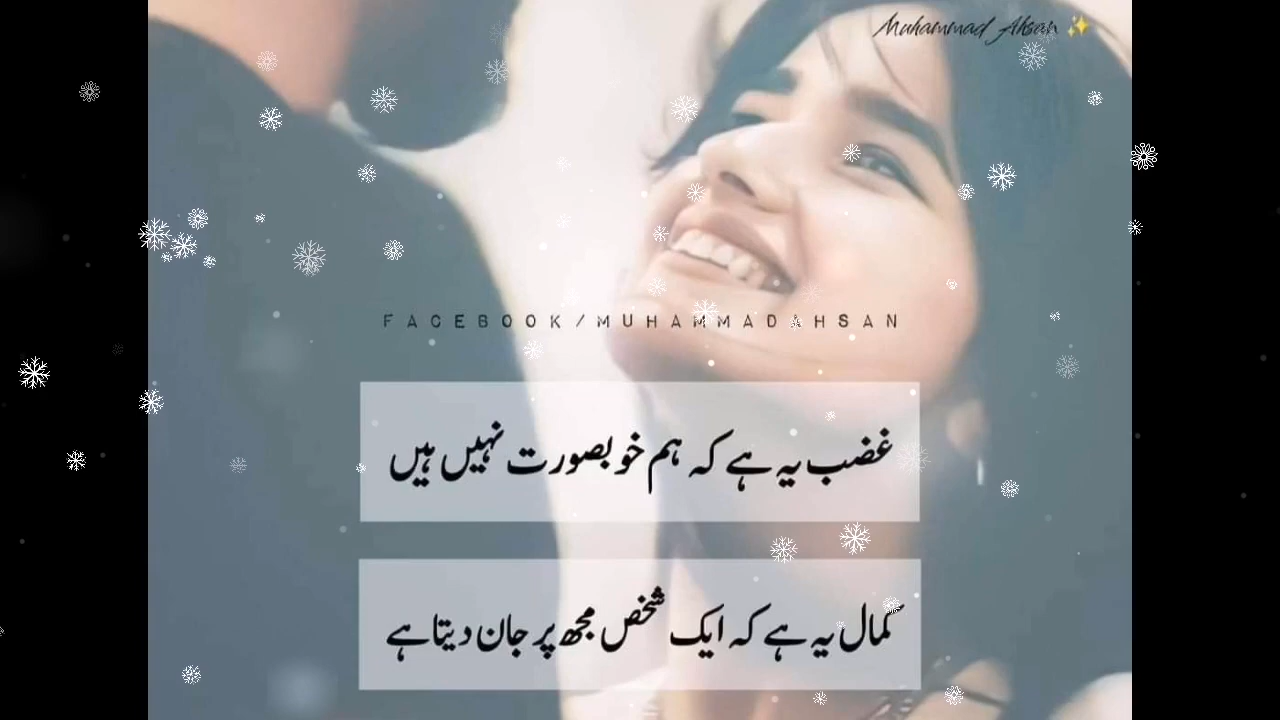 Muhammad Ahsan ✨
FACEBOOK/MUHAMMADAHSAN
غضب یہ ہے کہ ہم خوبصورت نہیں ہیں
کمال یہ ہے کہ ایک شخص مجھ پر جان دیتا ہے